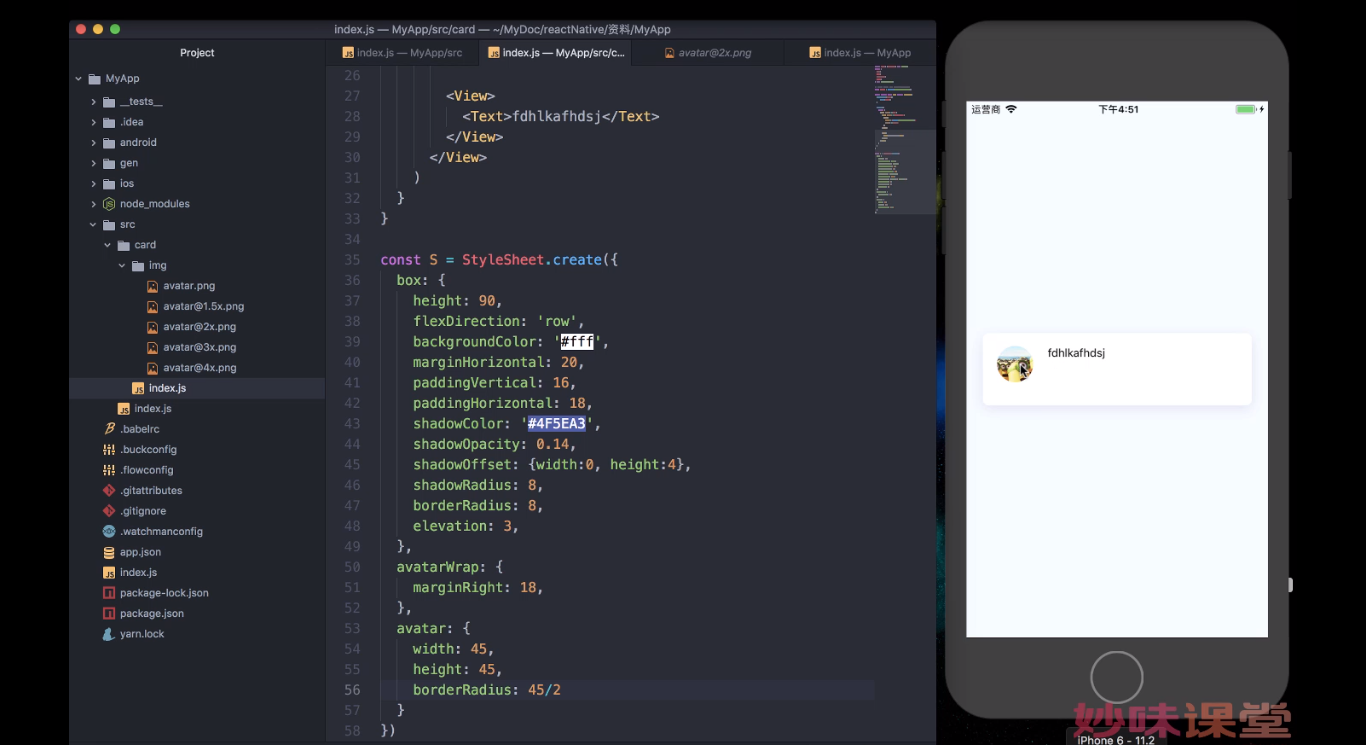 index.js — MyApp/src/card — ~/MyDoc/reactNative/资料/MyApp
Project
index.js — MyApp/src
index.js — MyApp/src/c...
avatar@2x.png
index.js — MyApp
MyApp
__tests__
.idea
android
gen
ios
node_modules
src
card
img
avatar.png
avatar@1.5x.png
avatar@2x.png
avatar@3x.png
avatar@4x.png
index.js
index.js
.babelrc
.buckconfig
.flowconfig
.gitattributes
.gitignore
.watchmanconfig
app.json
index.js
package-lock.json
package.json
yarn.lock
26
27 <View>
28 <Text>fdhlkafhdsj</Text>
29 </View>
30 </View>
31 )
32 }
33 }
34
35 const S = StyleSheet.create({
36 box: {
37 height: 90,
38 flexDirection: 'row',
39 backgroundColor: '#fff',
40 marginHorizontal: 20,
41 paddingVertical: 16,
42 paddingHorizontal: 18,
43 shadowColor: '#4F5EA3',
44 shadowOpacity: 0.14,
45 shadowOffset: {width:0, height:4},
46 shadowRadius: 8,
47 borderRadius: 8,
48 elevation: 3,
49 },
50 avatarWrap: {
51 marginRight: 18,
52 },
53 avatar: {
54 width: 45,
55 height: 45,
56 borderRadius: 45/2
57 }
58 })
运营商 下午4:51
fdhlkafhdsj
妙味课堂
iPhone 6 - 11.2